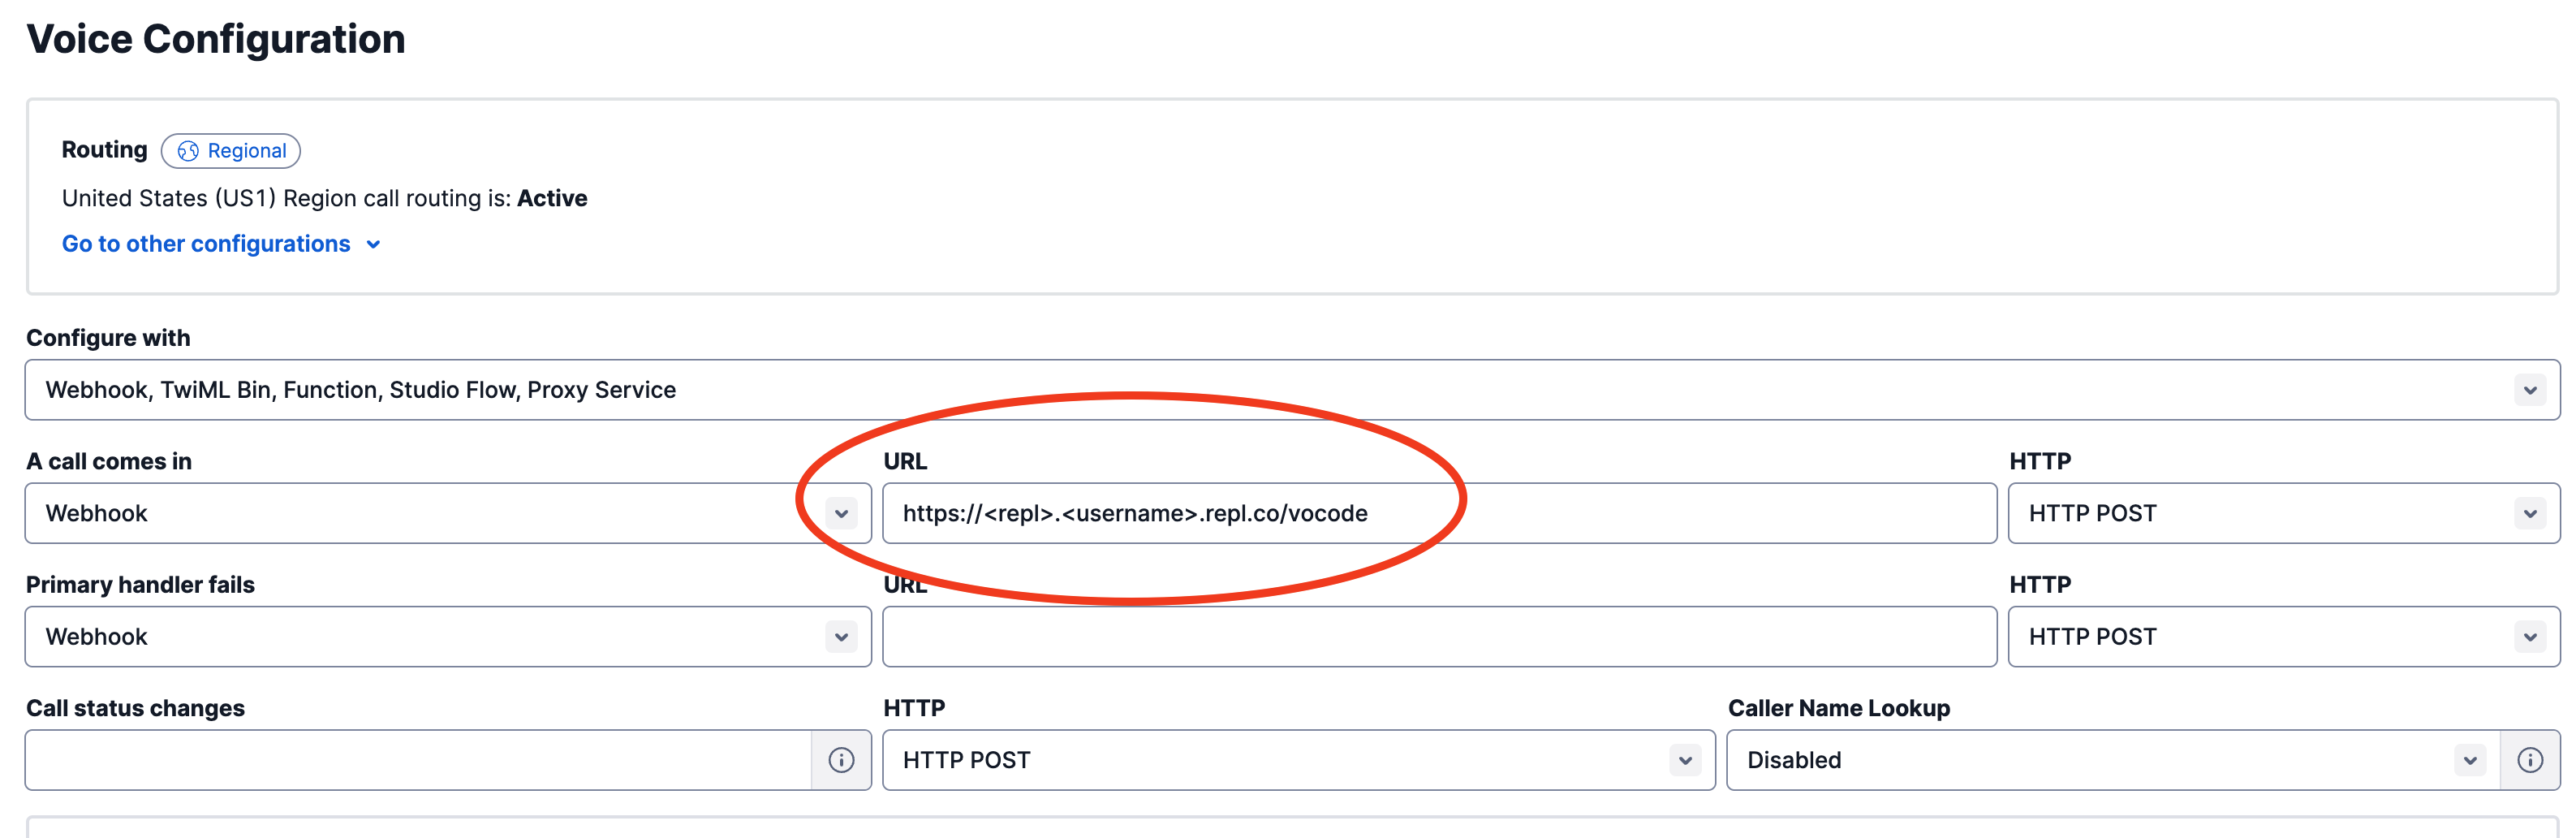 Voice Configuration
Routing Regional
United States (US1) Region call routing is: Active
Go to other configurations
Configure with
Webhook, TwiML Bin, Function, Studio Flow, Proxy Service
A call comes in URL HTTP
Webhook https://<repl>.<username>.repl.co/vocode HTTP POST
Primary handler fails URL HTTP
Webhook HTTP POST
Call status changes HTTP Caller Name Lookup
HTTP POST Disabled